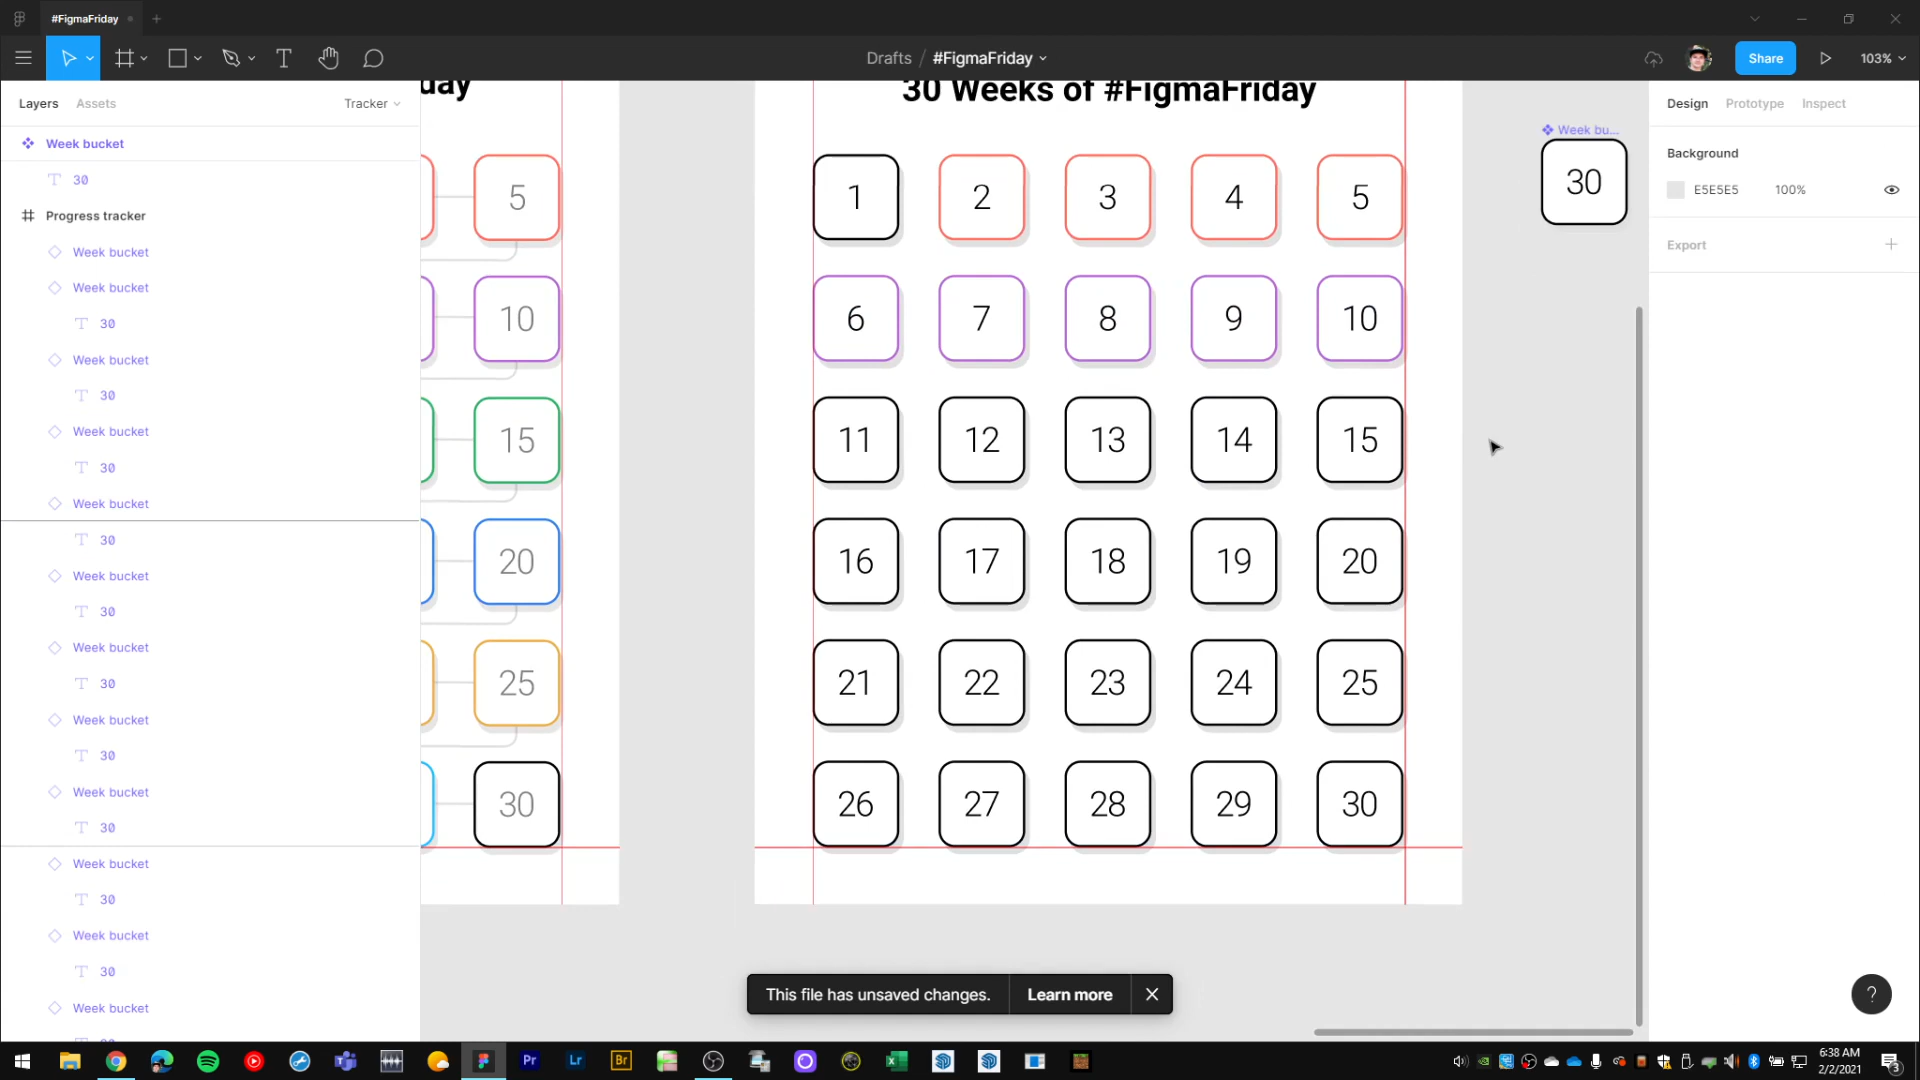 #FigmaFriday
Drafts / #FigmaFriday
Share
103%
Layers
Assets
Tracker
Week bucket
30
Progress tracker
Week bucket
Week bucket
30
Week bucket
30
Week bucket
30
Week bucket
30
Week bucket
30
Week bucket
30
Week bucket
30
Week bucket
30
Week bucket
30
Week bucket
30
Week bucket
day
5
10
15
20
25
30
30 Weeks of #FigmaFriday
1 2 3 4 5
6 7 8 9 10
11 12 13 14 15
16 17 18 19 20
21 22 23 24 25
26 27 28 29 30
Week bu...
30
Design
Prototype
Inspect
Background
E5E5E5
100%
Export
This file has unsaved changes.
Learn more
?
Pr
Lr
Br
6:38 AM
2/2/2021
3